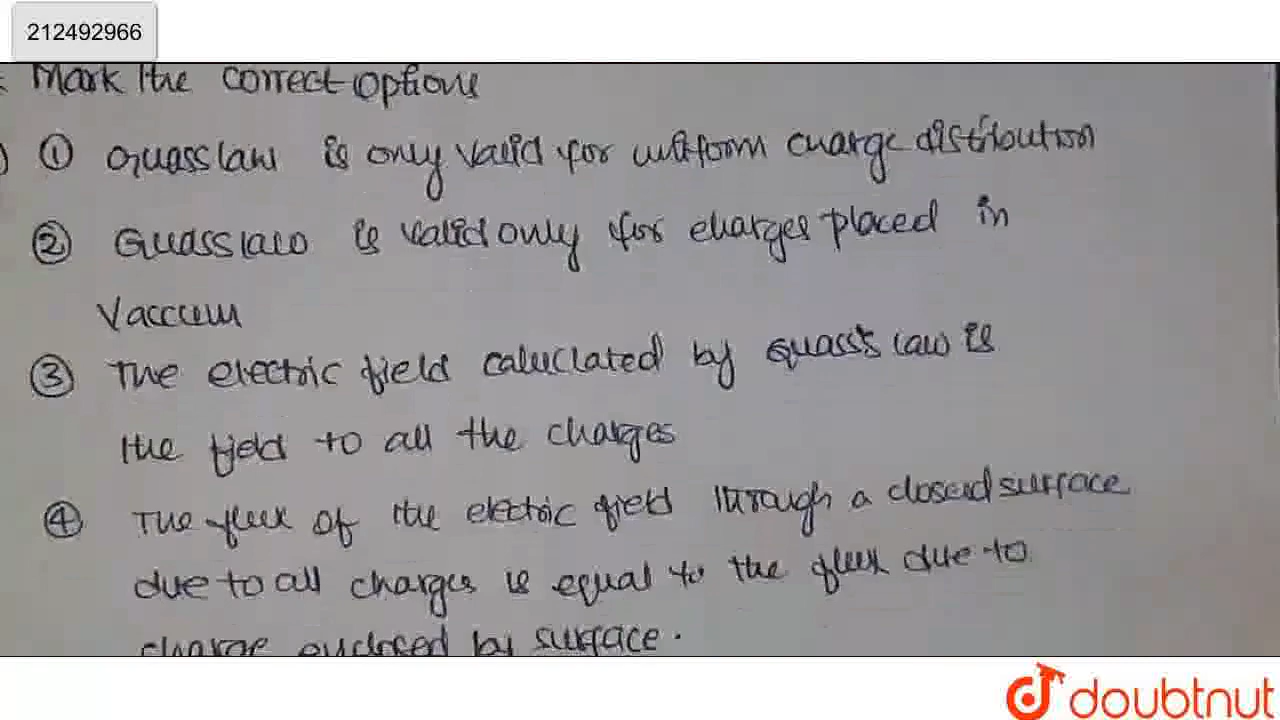 212492966
Mark the correct options
① Guass law is only valid for uniform charge distribution
② Guass law is valid only for charges placed in
Vaccum
③ The electric field caluclated by Guass's law is
the field to all the charges
④ The flux of the electric field through a closed surface
due to all charges is equal to the flux due to
charge enclosed by surface.
doubtnut